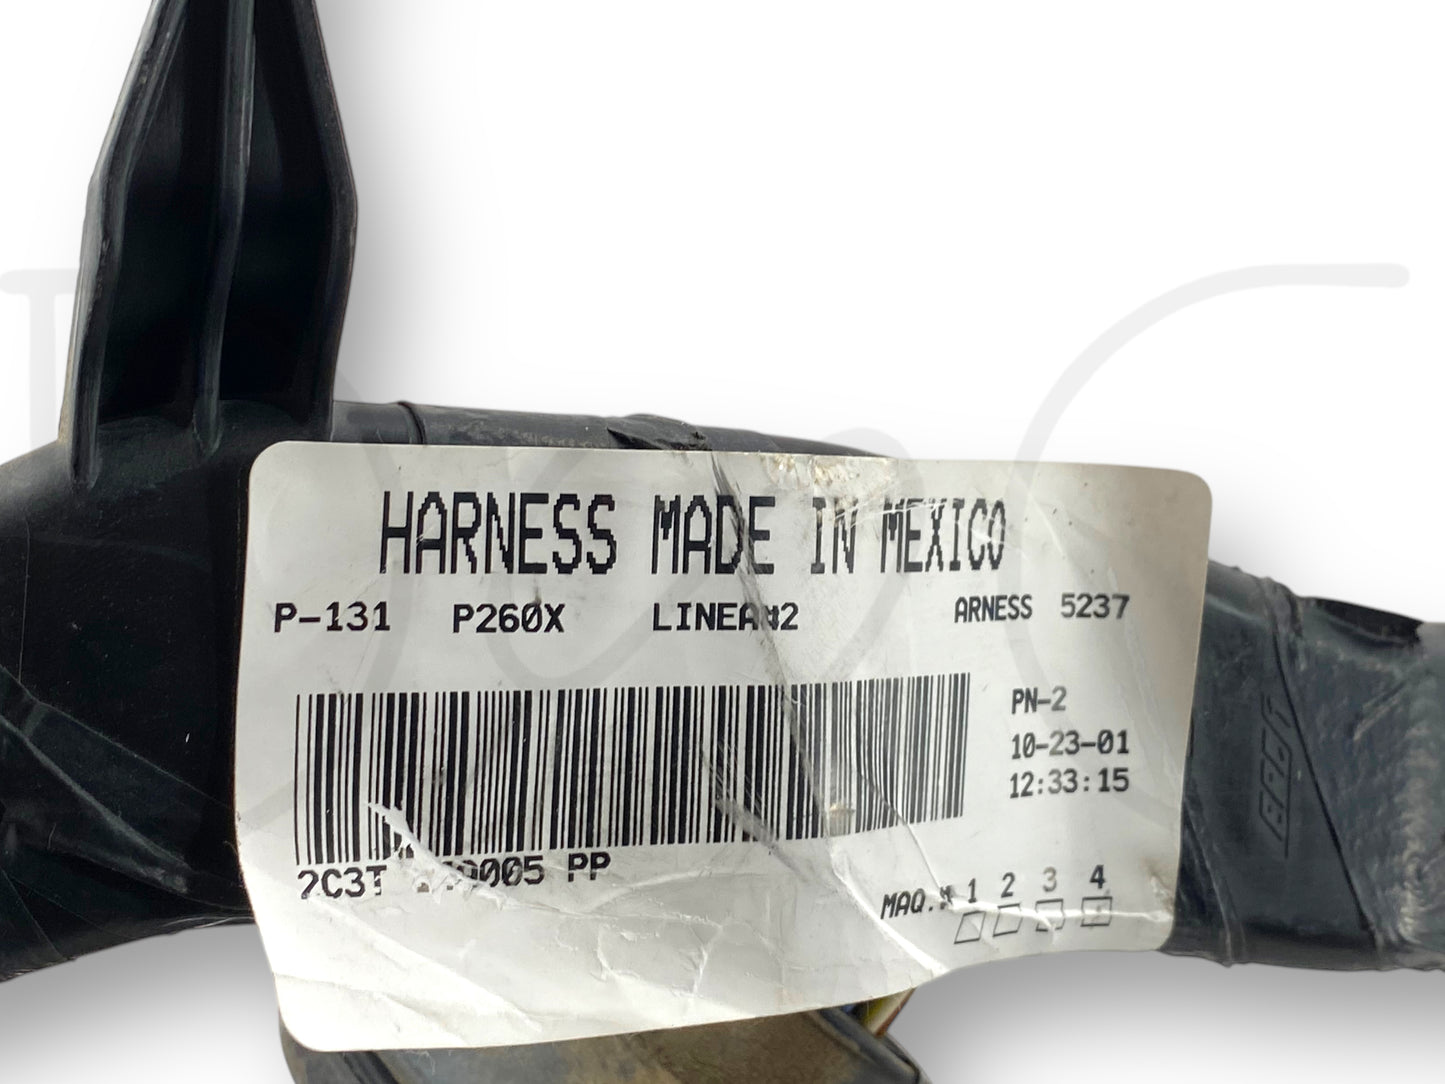 HARNESS MADE IN MEXICO
P-131 P260X LINEA#2 ARNESS 5237
PN-2
10-23-01
12:33:15
2C3T PP
MAQ.# 1 2 3 4